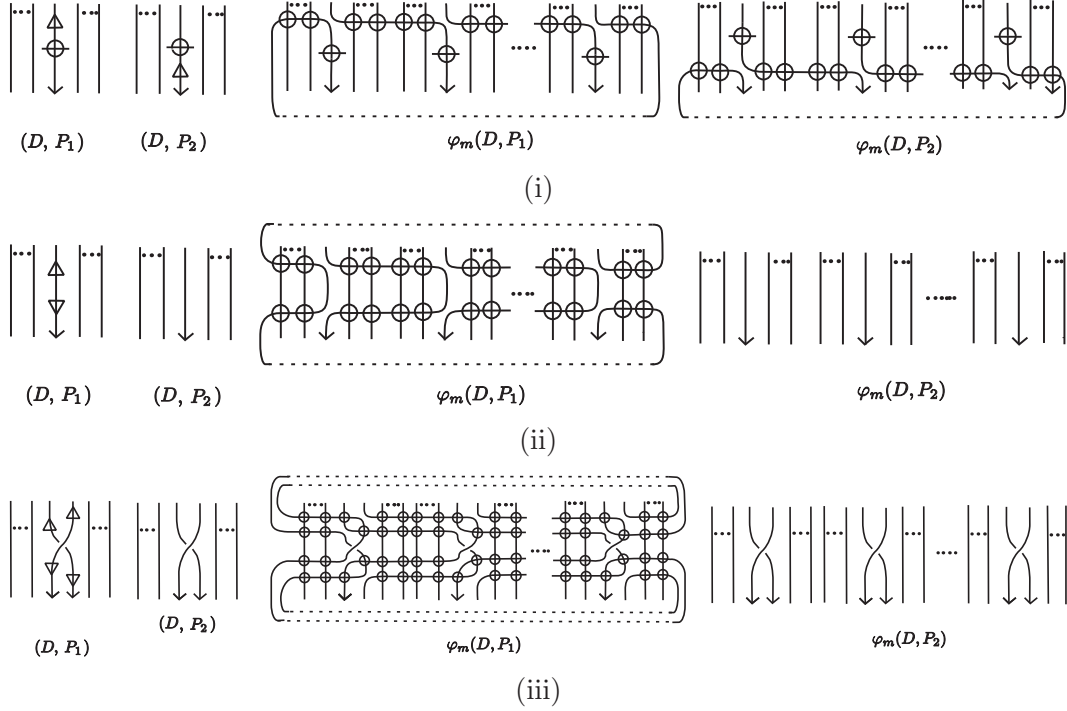 (D, P₁) (D, P₂) φₘ(D, P₁) φₘ(D, P₂)
(i)
(D, P₁) (D, P₂) φₘ(D, P₁) φₘ(D, P₂)
(ii)
(D, P₁) (D, P₂) φₘ(D, P₁) φₘ(D, P₂)
(iii)